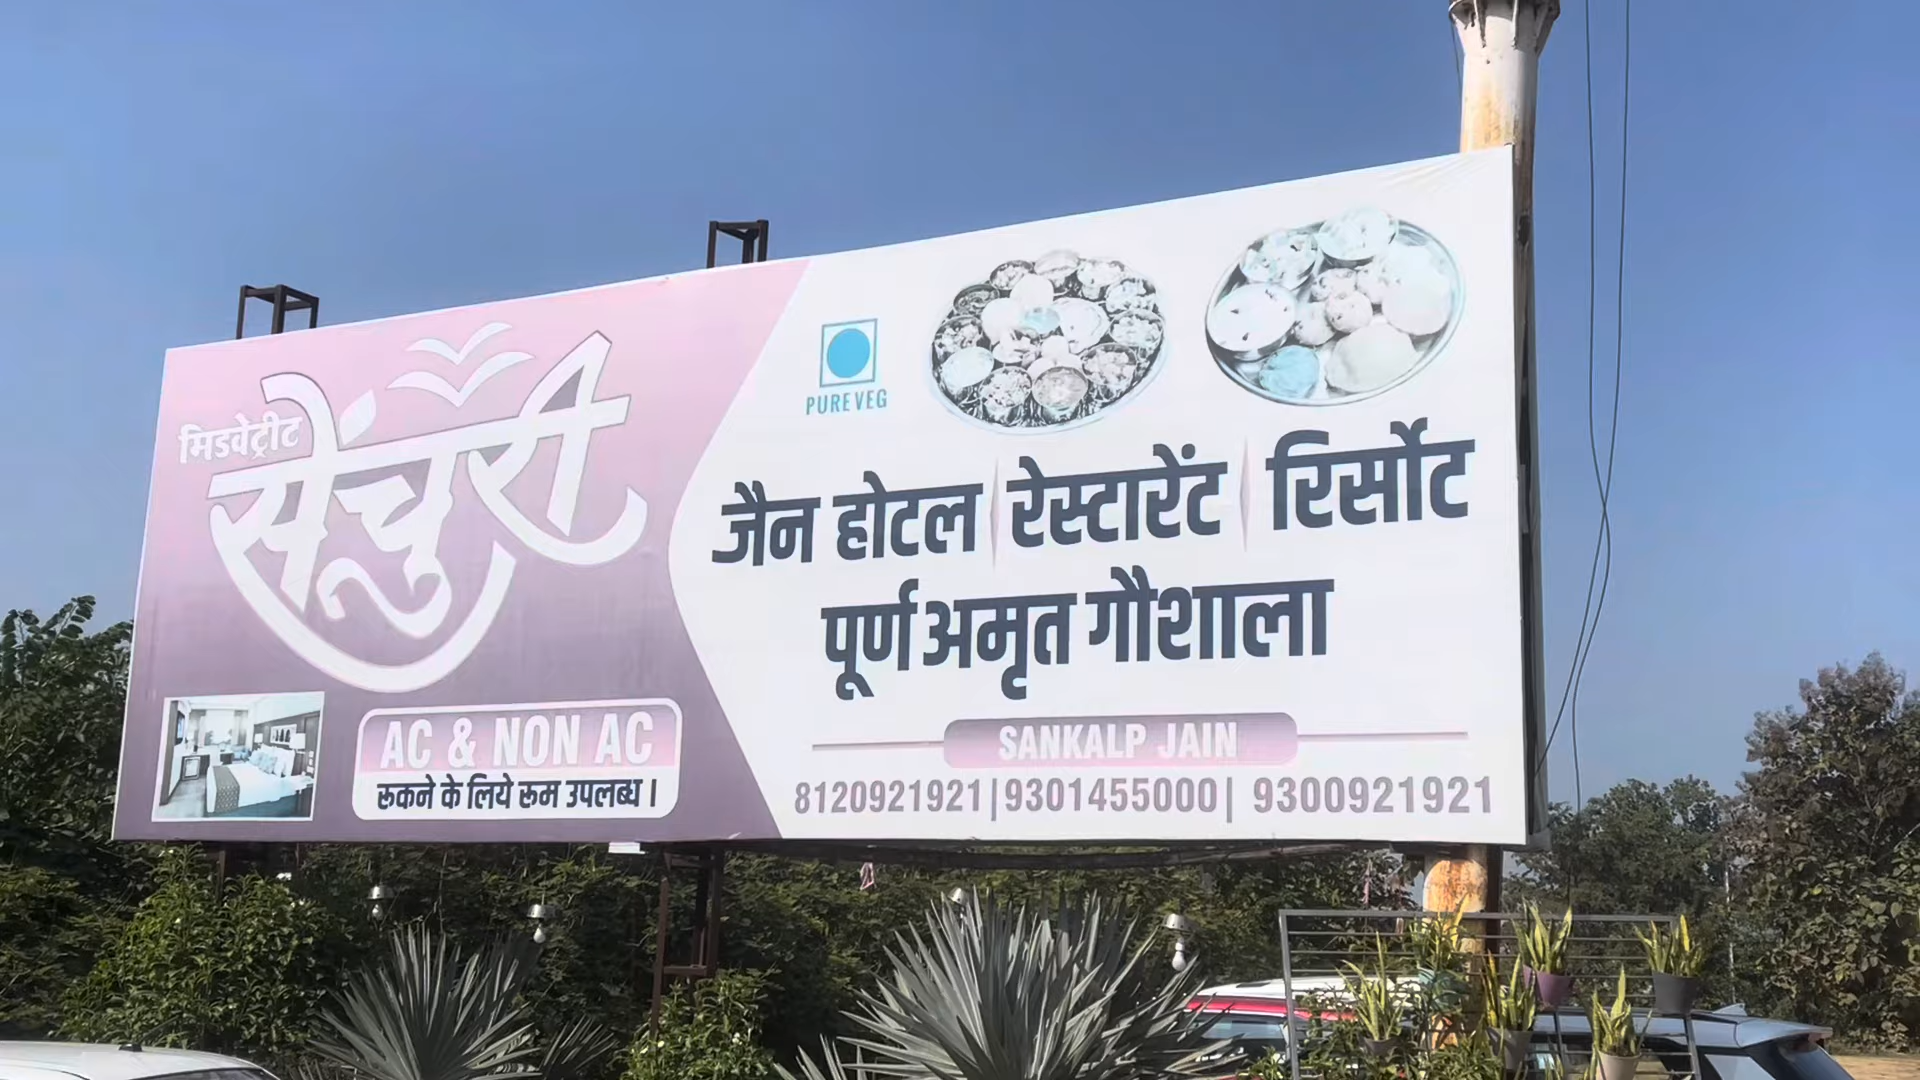 मिडवेट्रीट
सेंचुरी
AC & NON AC
रूकने के लिये रूम उपलब्ध।
PURE VEG
जैन होटल | रेस्टारेंट | रिर्सोट
पूर्ण अमृत गौशाला
SANKALP JAIN
8120921921|9301455000| 9300921921